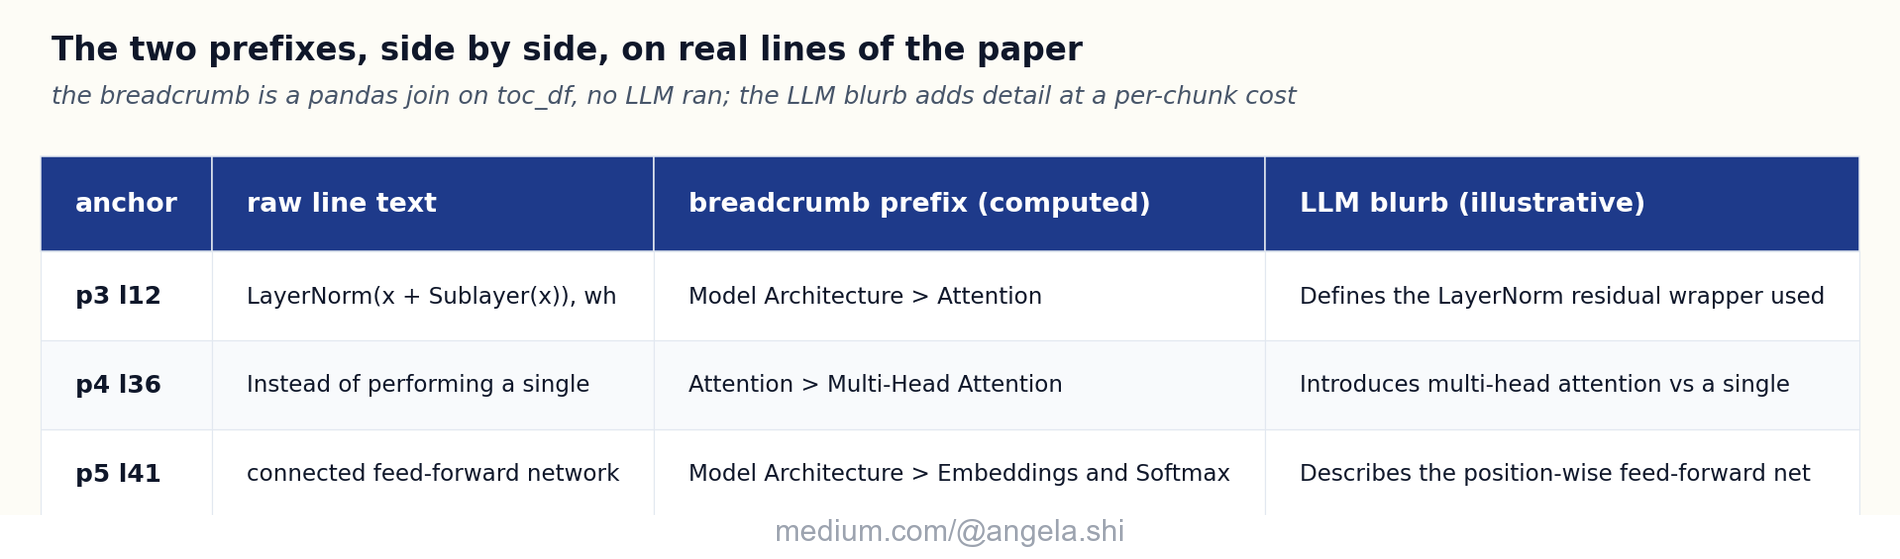 The two prefixes, side by side, on real lines of the paper
the breadcrumb is a pandas join on toc_df, no LLM ran; the LLM blurb adds detail at a per-chunk cost
anchor raw line text breadcrumb prefix (computed) LLM blurb (illustrative)
p3 l12 LayerNorm(x + Sublayer(x)), wh Model Architecture > Attention Defines the LayerNorm residual wrapper used
p4 l36 Instead of performing a single Attention > Multi-Head Attention Introduces multi-head attention vs a single
p5 l41 connected feed-forward network Model Architecture > Embeddings and Softmax Describes the position-wise feed-forward net
medium.com/@angela.shi